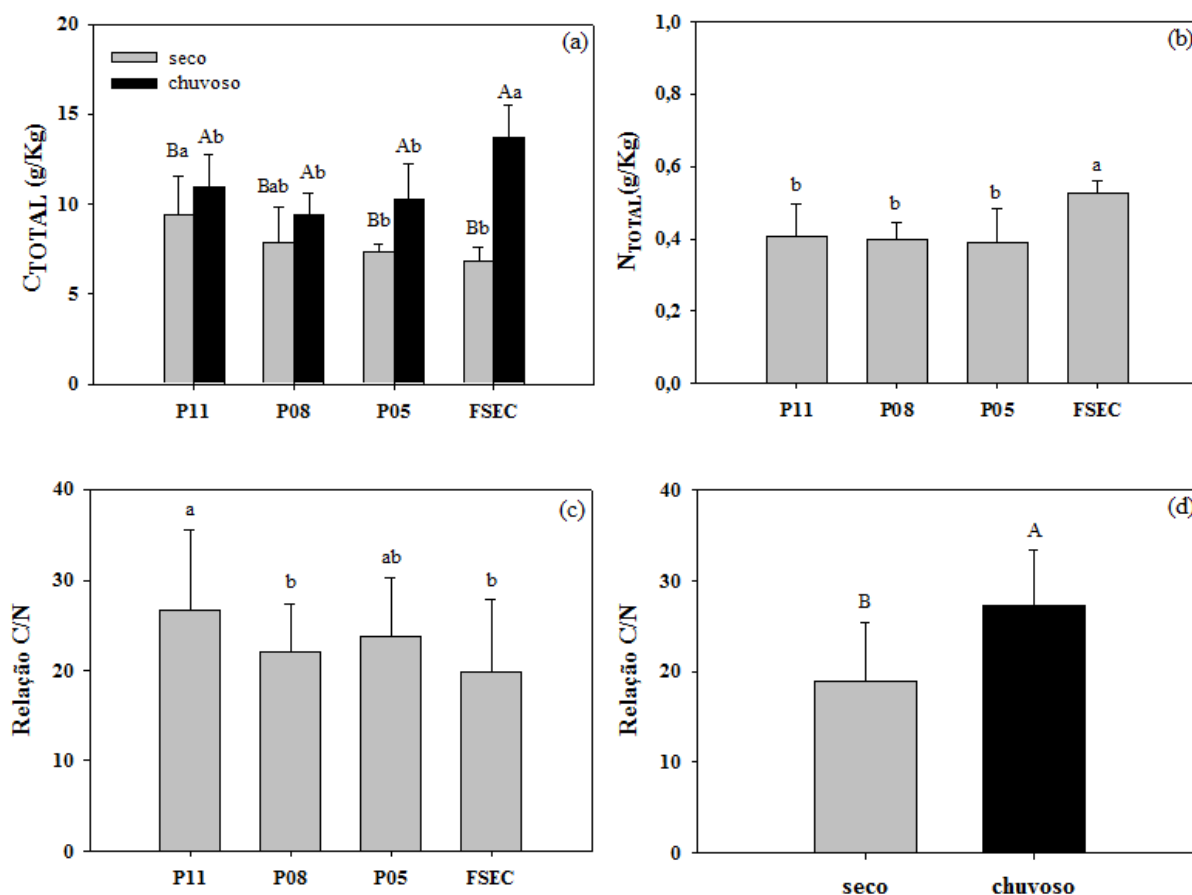 (a)
seco
chuvoso
C TOTAL (g/Kg)
20
15
10
5
0
Ba Ab Bab Ab Bb Ab Bb Aa
P11 P08 P05 FSEC
(b)
N TOTAL (g/Kg)
1,0
0,8
0,6
0,4
0,2
0,0
b b b a
P11 P08 P05 FSEC
(c)
Relação C/N
40
30
20
10
0
a b ab b
P11 P08 P05 FSEC
(d)
Relação C/N
40
30
20
10
0
B A
seco chuvoso